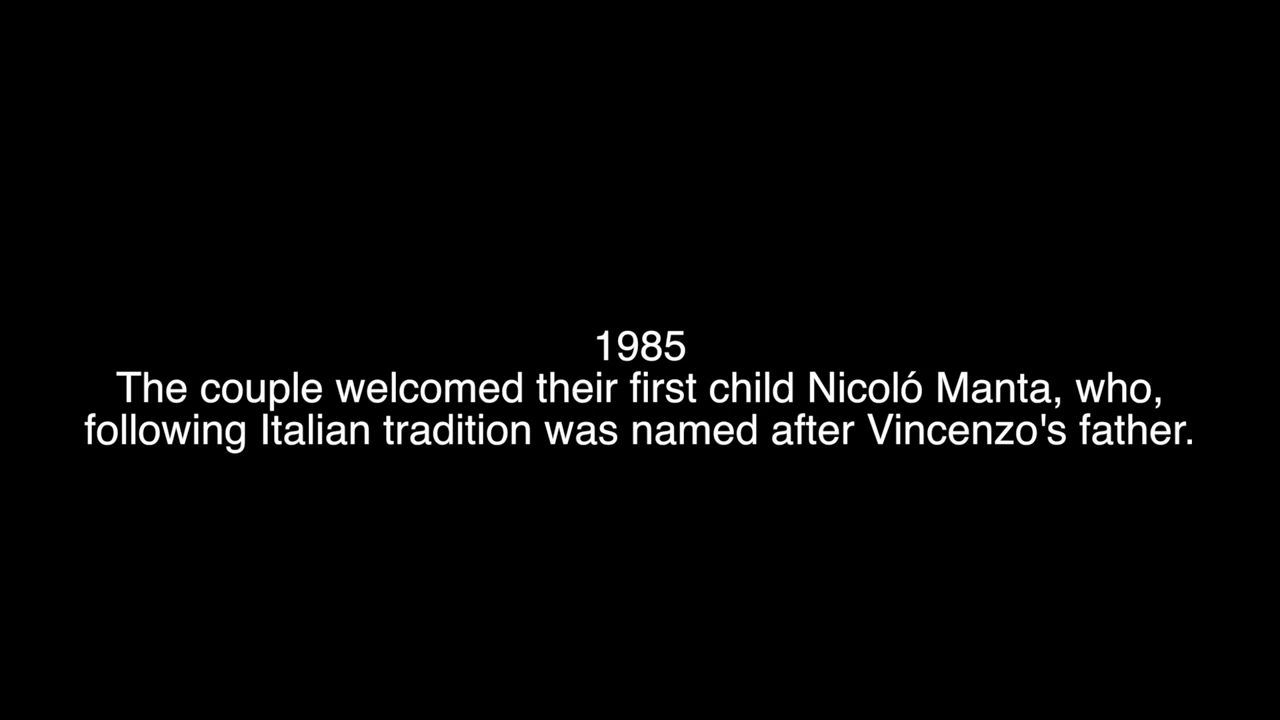 1985
The couple welcomed their first child Nicoló Manta, who,
following Italian tradition was named after Vincenzo's father.